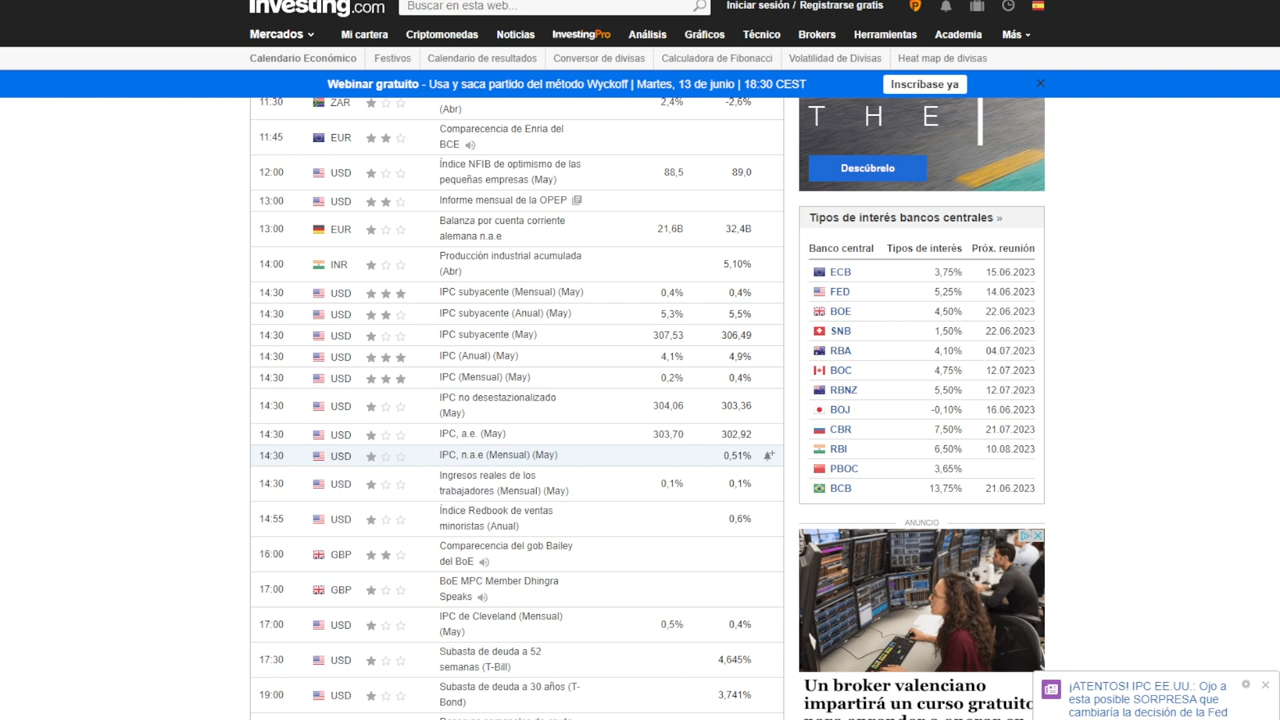 Investing.com
Buscar en esta web...
Iniciar sesión / Registrarse gratis
Mercados
Mi cartera
Criptomonedas
Noticias
InvestingPro
Análisis
Gráficos
Técnico
Brokers
Herramientas
Academia
Más
Calendario Económico
Festivos
Calendario de resultados
Conversor de divisas
Calculadora de Fibonacci
Volatilidad de Divisas
Heat map de divisas
Webinar gratuito - Usa y saca partido del método Wyckoff | Martes, 13 de junio | 18:30 CEST
Inscríbase ya
11:30 ZAR 2,4% -2,6%
(Abr)
11:45 EUR Comparecencia de Enria del
BCE
12:00 USD Índice NFIB de optimismo de las
pequeñas empresas (May) 88,5 89,0
13:00 USD Informe mensual de la OPEP
13:00 EUR Balanza por cuenta corriente
alemana n.a.e 21,6B 32,4B
14:00 INR Producción industrial acumulada
(Abr) 5,10%
14:30 USD IPC subyacente (Mensual) (May) 0,4% 0,4%
14:30 USD IPC subyacente (Anual) (May) 5,3% 5,5%
14:30 USD IPC subyacente (May) 307,53 306,49
14:30 USD IPC (Anual) (May) 4,1% 4,9%
14:30 USD IPC (Mensual) (May) 0,2% 0,4%
14:30 USD IPC no desestazionalizado
(May) 304,06 303,36
14:30 USD IPC, a.e. (May) 303,70 302,92
14:30 USD IPC, n.a.e (Mensual) (May) 0,51%
14:30 USD Ingresos reales de los
trabajadores (Mensual) (May) 0,1% 0,1%
14:55 USD Índice Redbook de ventas
minoristas (Anual) 0,6%
16:00 GBP Comparecencia del gob Bailey
del BoE
17:00 GBP BoE MPC Member Dhingra
Speaks
17:00 USD IPC de Cleveland (Mensual)
(May) 0,5% 0,4%
17:30 USD Subasta de deuda a 52
semanas (T-Bill) 4,645%
19:00 USD Subasta de deuda a 30 años (T-
Bond) 3,741%
T H E
Descúbrelo
Tipos de interés bancos centrales »
Banco central Tipos de interés Próx. reunión
ECB 3,75% 15.06.2023
FED 5,25% 14.06.2023
BOE 4,50% 22.06.2023
SNB 1,50% 22.06.2023
RBA 4,10% 04.07.2023
BOC 4,75% 12.07.2023
RBNZ 5,50% 12.07.2023
BOJ -0,10% 16.06.2023
CBR 7,50% 21.07.2023
RBI 6,50% 10.08.2023
PBOC 3,65%
BCB 13,75% 21.06.2023
ANUNCIO
Un broker valenciano
impartirá un curso gratuito
¡ATENTOS! IPC EE.UU.: Ojo a
esta posible SORPRESA que
cambiaría la decisión de la Fed